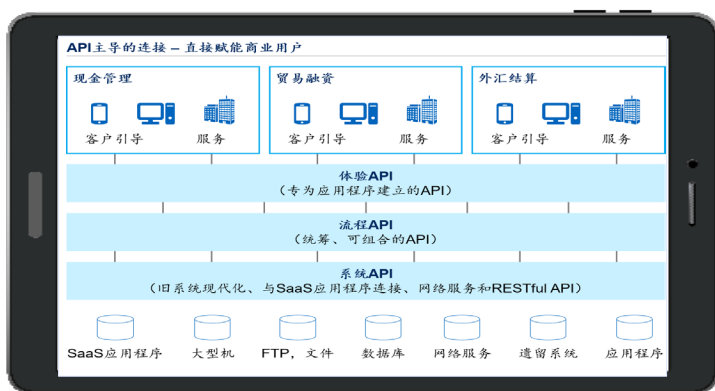 API主导的连接 – 直接赋能商业用户
现金管理
贸易融资
外汇结算
客户引导
服务
客户引导
服务
客户引导
服务
体验API
（专为应用程序建立的API）
流程API
（统筹、可组合的API）
系统API
（旧系统现代化、与SaaS应用程序连接、网络服务和RESTful API）
SaaS应用程序
大型机
FTP，文件
数据库
网络服务
遗留系统
应用程序